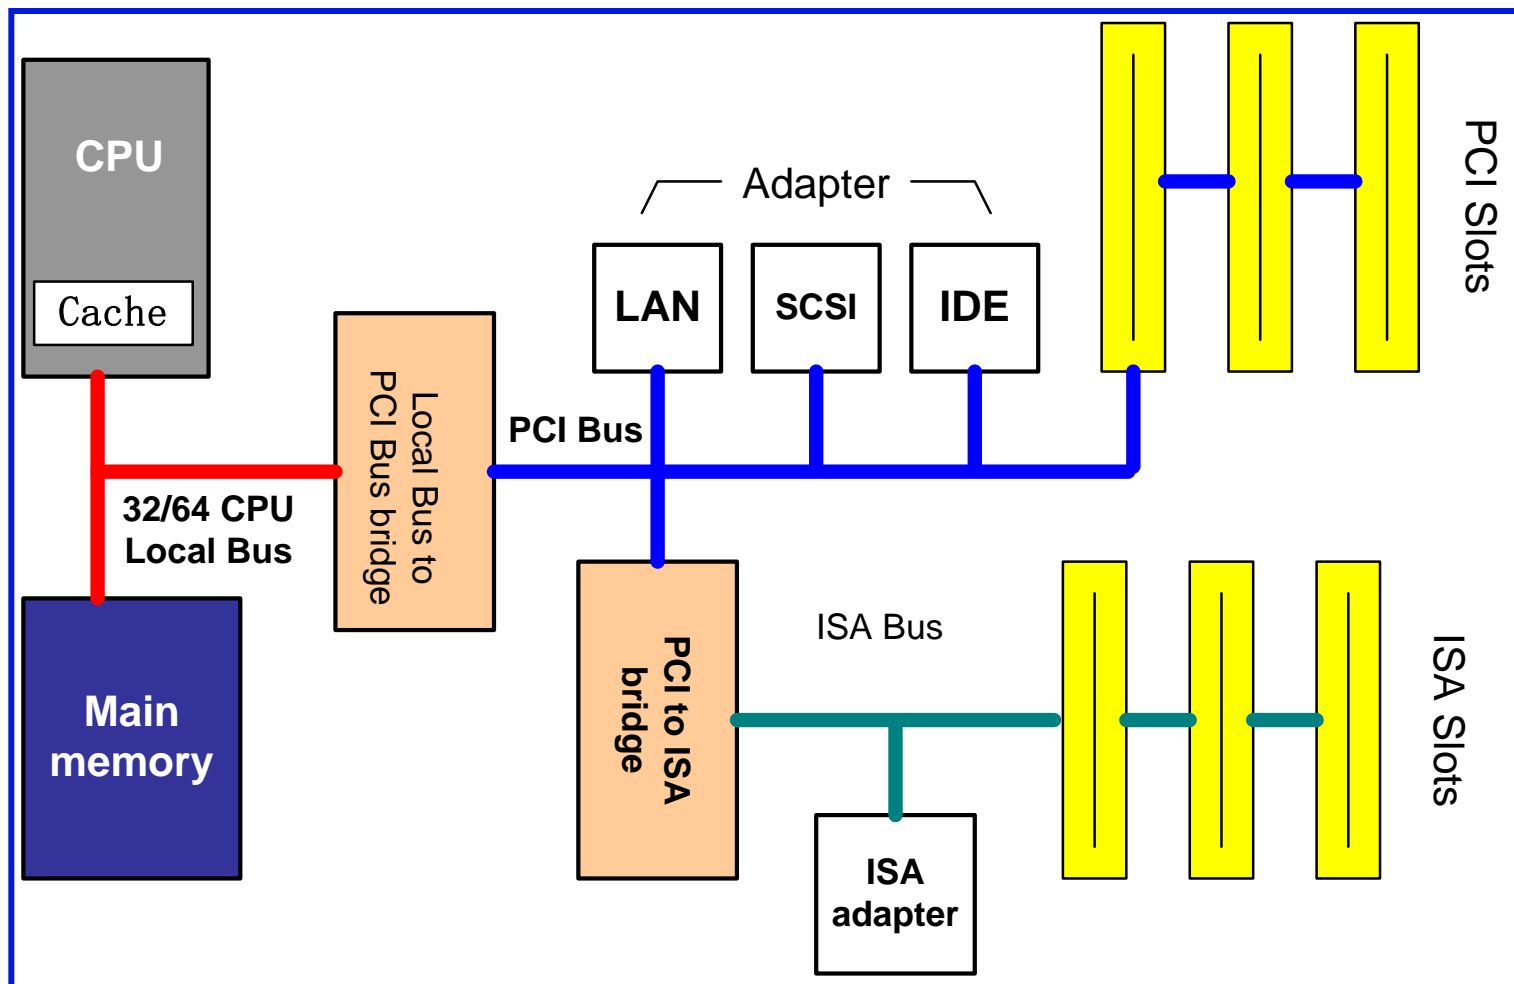 CPU
Cache
Adapter
LAN
SCSI
IDE
PCI Slots
Local Bus to
PCI Bus bridge
PCI Bus
32/64 CPU
Local Bus
Main
memory
PCI to ISA
bridge
ISA Bus
ISA Slots
ISA
adapter